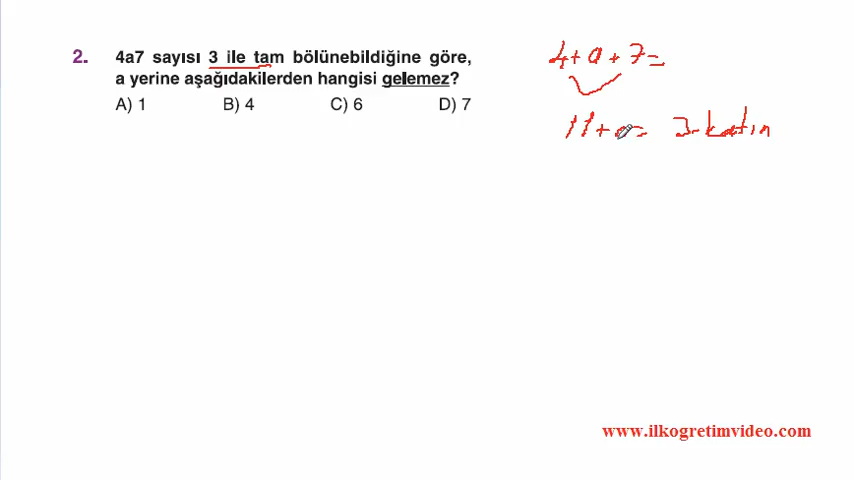 2. 4a7 sayısı 3 ile tam bölünebildiğine göre,
a yerine aşağıdakilerden hangisi gelemez?
A) 1 B) 4 C) 6 D) 7
4+a+7=
11+a= 3-katın
www.ilkogretimvideo.com